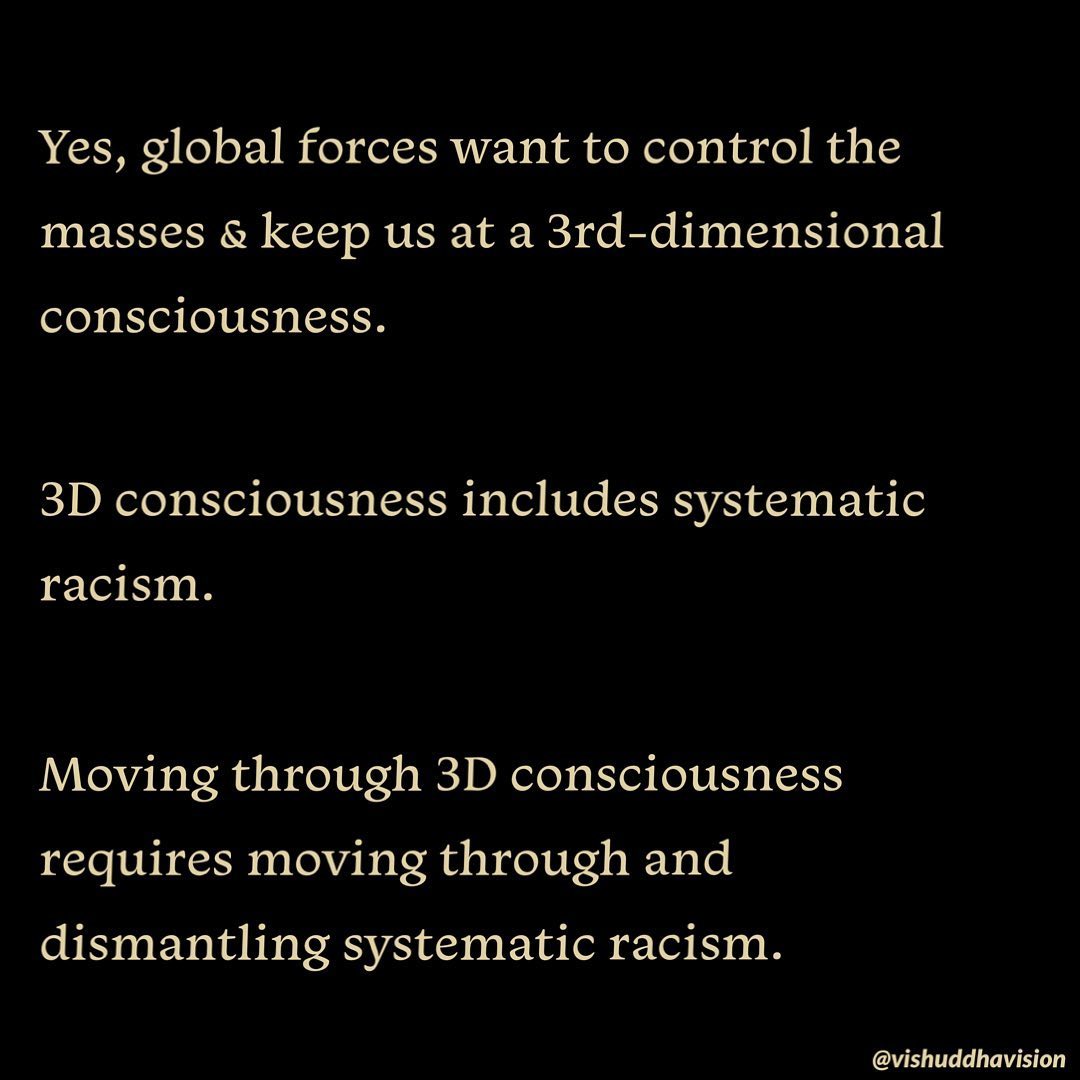 Yes, global forces want to control the
masses & keep us at a 3rd-dimensional
consciousness.
3D consciousness includes systematic
racism.
Moving through 3D consciousness
requires moving through and
dismantling systematic racism.
@vishuddhavision